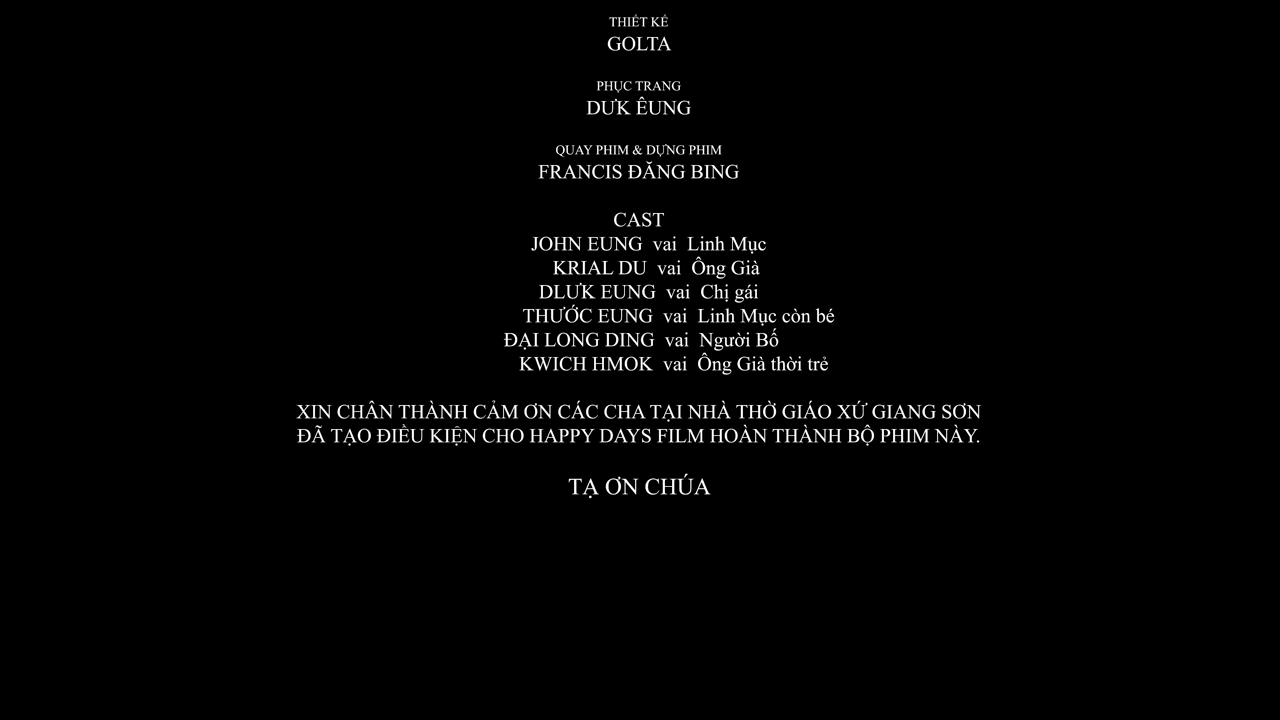 THIẾT KẾ
GOLTA
PHỤC TRANG
DƯK ÊUNG
QUAY PHIM & DỰNG PHIM
FRANCIS ĐĂNG BING
CAST
JOHN EUNG vai Linh Mục
KRIAL DU vai Ông Già
DLƯK EUNG vai Chị gái
THƯỚC EUNG vai Linh Mục còn bé
ĐẠI LONG DING vai Người Bố
KWICH HMOK vai Ông Già thời trẻ
XIN CHÂN THÀNH CẢM ƠN CÁC CHA TẠI NHÀ THỜ GIÁO XỨ GIANG SƠN
ĐÃ TẠO ĐIỀU KIỆN CHO HAPPY DAYS FILM HOÀN THÀNH BỘ PHIM NÀY.
TẠ ƠN CHÚA